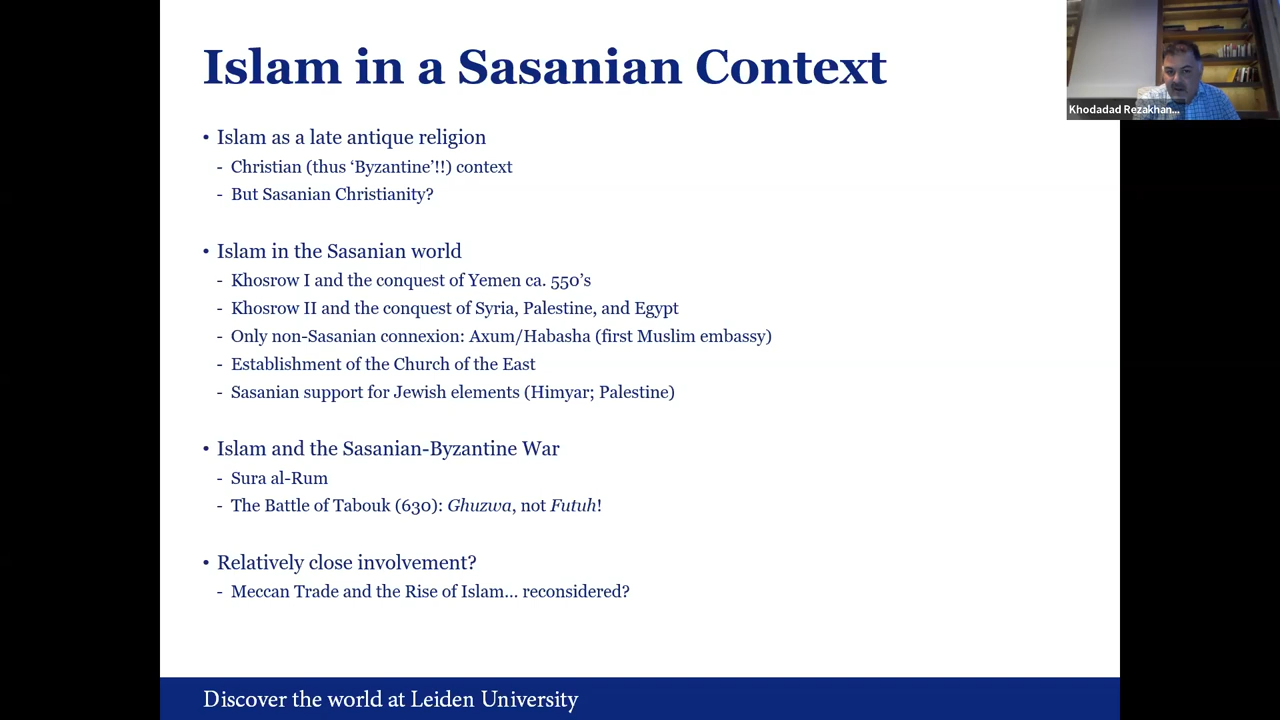 Islam in a Sasanian Context
Khodadad Rezakhan...
• Islam as a late antique religion
- Christian (thus ‘Byzantine’!!) context
- But Sasanian Christianity?
• Islam in the Sasanian world
- Khosrow I and the conquest of Yemen ca. 550’s
- Khosrow II and the conquest of Syria, Palestine, and Egypt
- Only non-Sasanian connexion: Axum/Habasha (first Muslim embassy)
- Establishment of the Church of the East
- Sasanian support for Jewish elements (Himyar; Palestine)
• Islam and the Sasanian-Byzantine War
- Sura al-Rum
- The Battle of Tabouk (630): Ghuzwa, not Futuh!
• Relatively close involvement?
- Meccan Trade and the Rise of Islam... reconsidered?
Discover the world at Leiden University